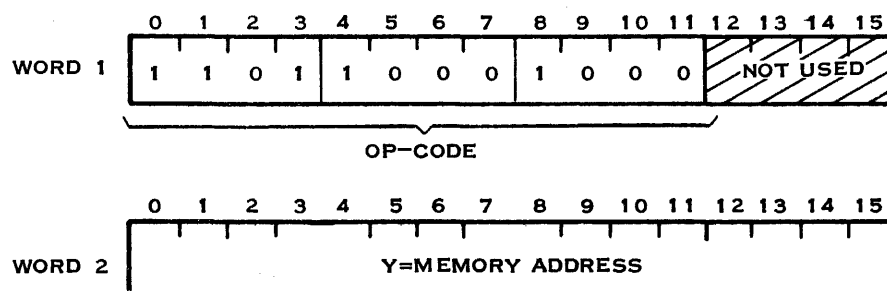 0 1 2 3 4 5 6 7 8 9 10 11 12 13 14 15
WORD 1 1 1 0 1 1 0 0 0 1 0 0 0 NOT USED
OP-CODE
0 1 2 3 4 5 6 7 8 9 10 11 12 13 14 15
WORD 2 Y=MEMORY ADDRESS